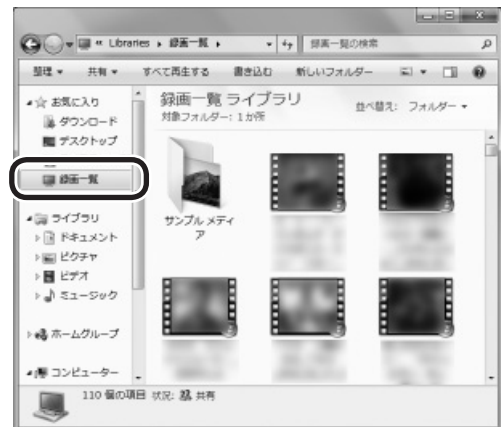 « Libraries ▸ 録画一覧 ▸
録画一覧の検索
整理 ▼ 共有 ▼ すべて再生する 書き込む 新しいフォルダー
お気に入り
ダウンロード
デスクトップ
録画一覧
ライブラリ
ドキュメント
ピクチャ
ビデオ
ミュージック
ホームグループ
コンピューター
録画一覧 ライブラリ
対象フォルダー: 1 か所
並べ替え: フォルダー ▼
サンプル メディ
ア
110 個の項目 状況: 共有